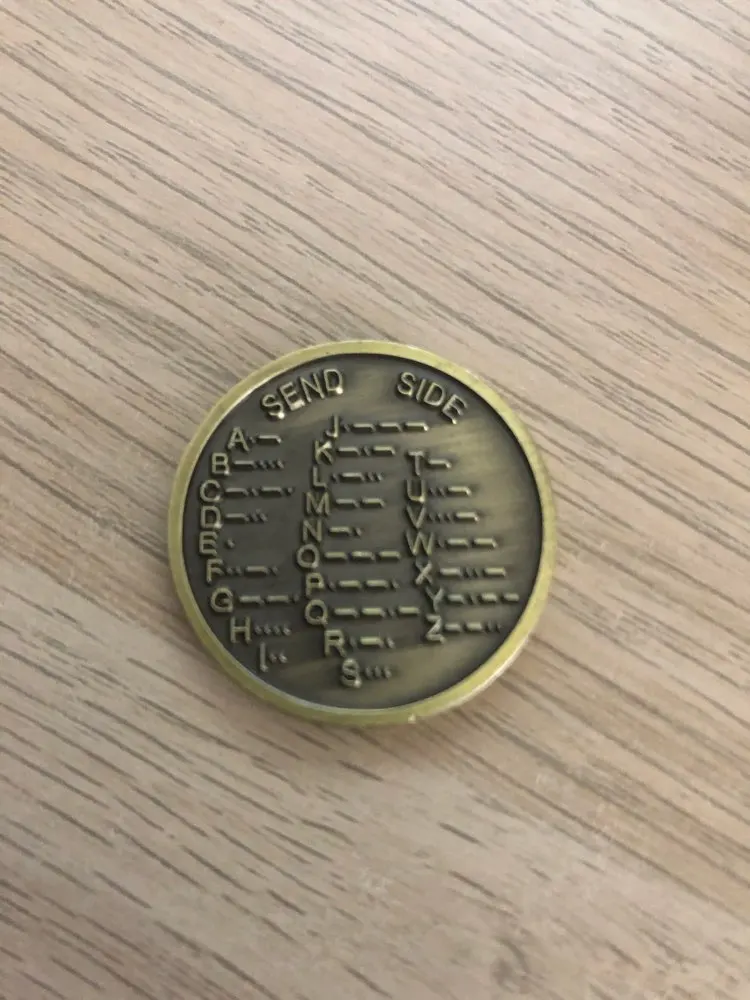 SEND SIDE
A ·–
B –···
C –·–·
D –··
E ·
F ··–·
G ––·
H ····
I ··
J ·–––
K –·–
L ·–··
M ––
N –·
O –––
P ·––·
Q ––·–
R ·–·
S ···
T –
U ··–
V ···–
W ·––
X –··–
Y –·––
Z ––··